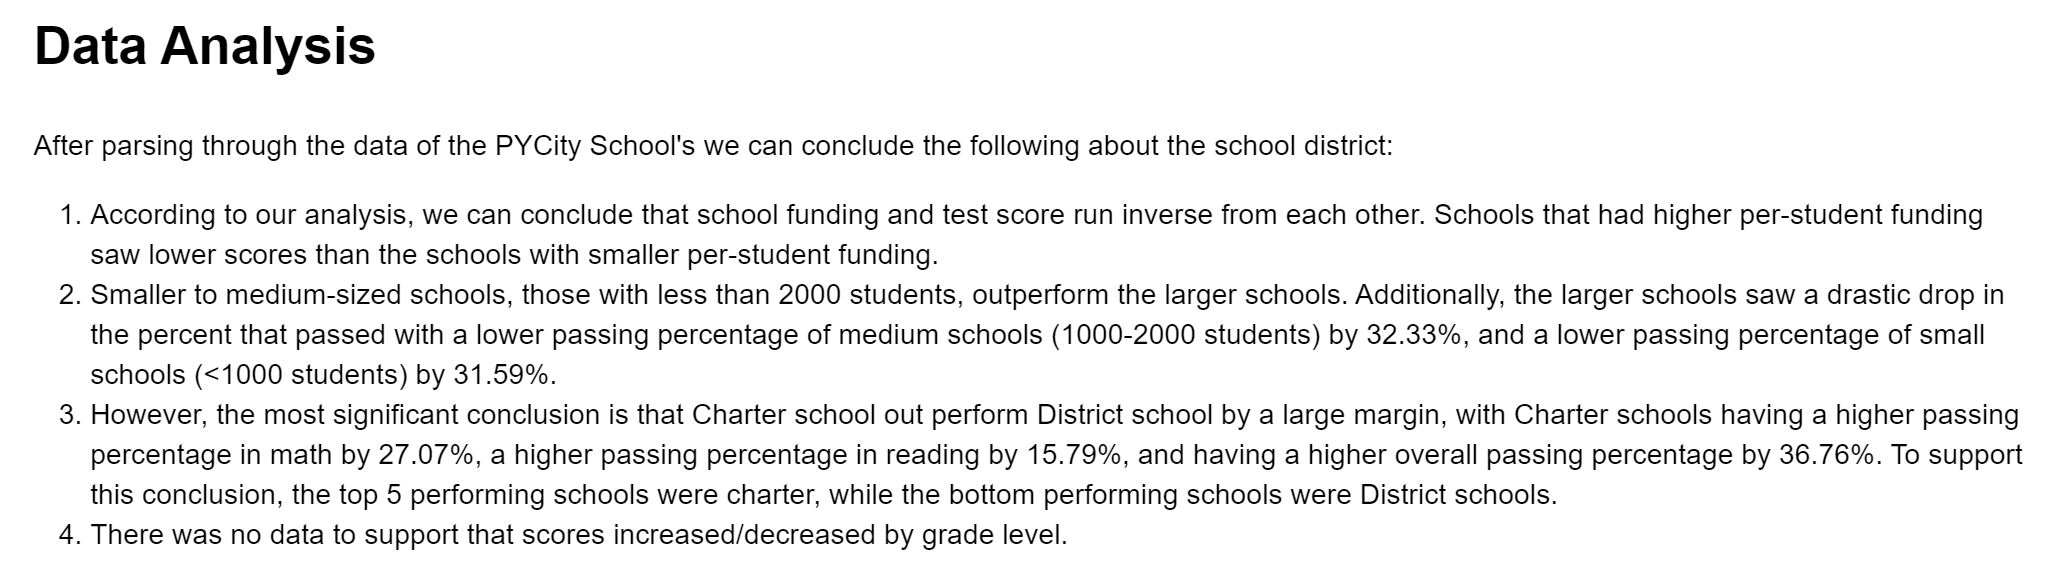 Data Analysis
After parsing through the data of the PYCity School's we can conclude the following about the school district:
1. According to our analysis, we can conclude that school funding and test score run inverse from each other. Schools that had higher per-student funding
saw lower scores than the schools with smaller per-student funding.
2. Smaller to medium-sized schools, those with less than 2000 students, outperform the larger schools. Additionally, the larger schools saw a drastic drop in
the percent that passed with a lower passing percentage of medium schools (1000-2000 students) by 32.33%, and a lower passing percentage of small
schools (<1000 students) by 31.59%.
3. However, the most significant conclusion is that Charter school out perform District school by a large margin, with Charter schools having a higher passing
percentage in math by 27.07%, a higher passing percentage in reading by 15.79%, and having a higher overall passing percentage by 36.76%. To support
this conclusion, the top 5 performing schools were charter, while the bottom performing schools were District schools.
4. There was no data to support that scores increased/decreased by grade level.